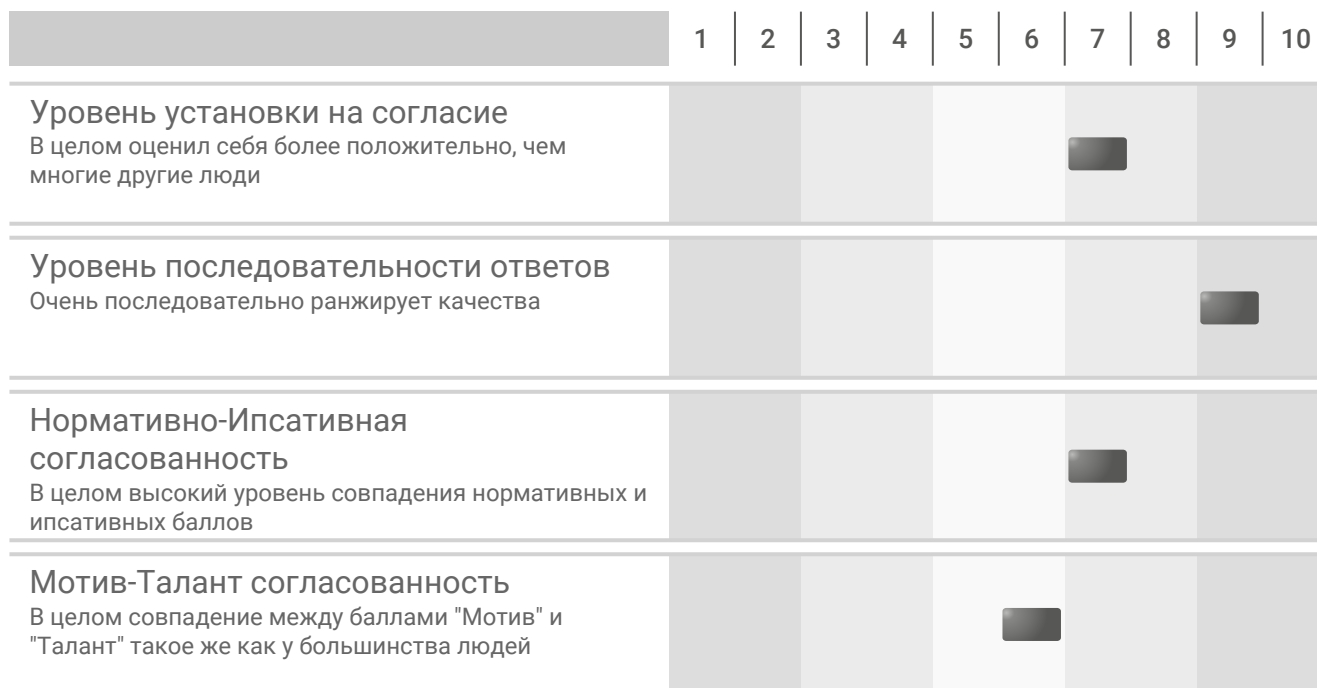 1 2 3 4 5 6 7 8 9 10
Уровень установки на согласие
В целом оценил себя более положительно, чем
многие другие люди
Уровень последовательности ответов
Очень последовательно ранжирует качества
Нормативно-Ипсативная
согласованность
В целом высокий уровень совпадения нормативных и
ипсативных баллов
Мотив-Талант согласованность
В целом совпадение между баллами "Мотив" и
"Талант" такое же как у большинства людей